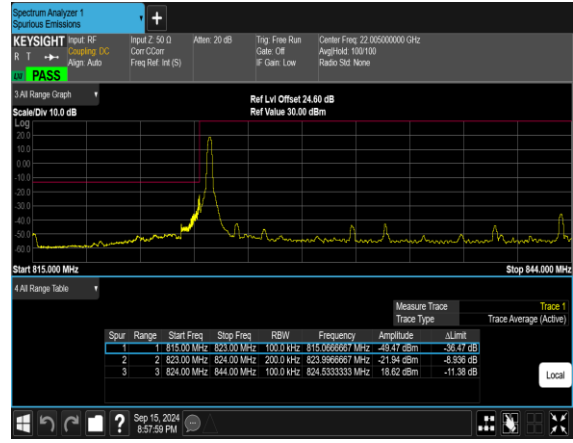 Spectrum Analyzer 1
Spurious Emissions
KEYSIGHT Input: RF Input Z: 50 Ω Atten: 20 dB Trig: Free Run Center Freq: 22.005000000 GHz
R T Coupling: DC Corr CCorr Gate: Off Avg|Hold: 100/100
Align: Auto Freq Ref: Int (S) IF Gain: Low Radio Std: None
LXI PASS
3 All Range Graph
Ref Lvl Offset 24.60 dB
Scale/Div 10.0 dB Ref Value 30.00 dBm
Log
20.0
10.0
0.00
-10.0
-20.0
-30.0
-40.0
-50.0
-60.0
Start 815.000 MHz Stop 844.000 MHz
4 All Range Table
Measure Trace Trace 1
Trace Type Trace Average (Active)
Spur Range Start Freq Stop Freq RBW Frequency Amplitude ΔLimit
1 1 815.00 MHz 823.00 MHz 100.0 kHz 815.0666667 MHz -49.47 dBm -36.47 dB
2 2 823.00 MHz 824.00 MHz 200.0 kHz 823.9966667 MHz -21.94 dBm -8.936 dB
3 3 824.00 MHz 844.00 MHz 100.0 kHz 824.5333333 MHz 18.62 dBm -11.38 dB
Local
Sep 15, 2024
8:57:59 PM